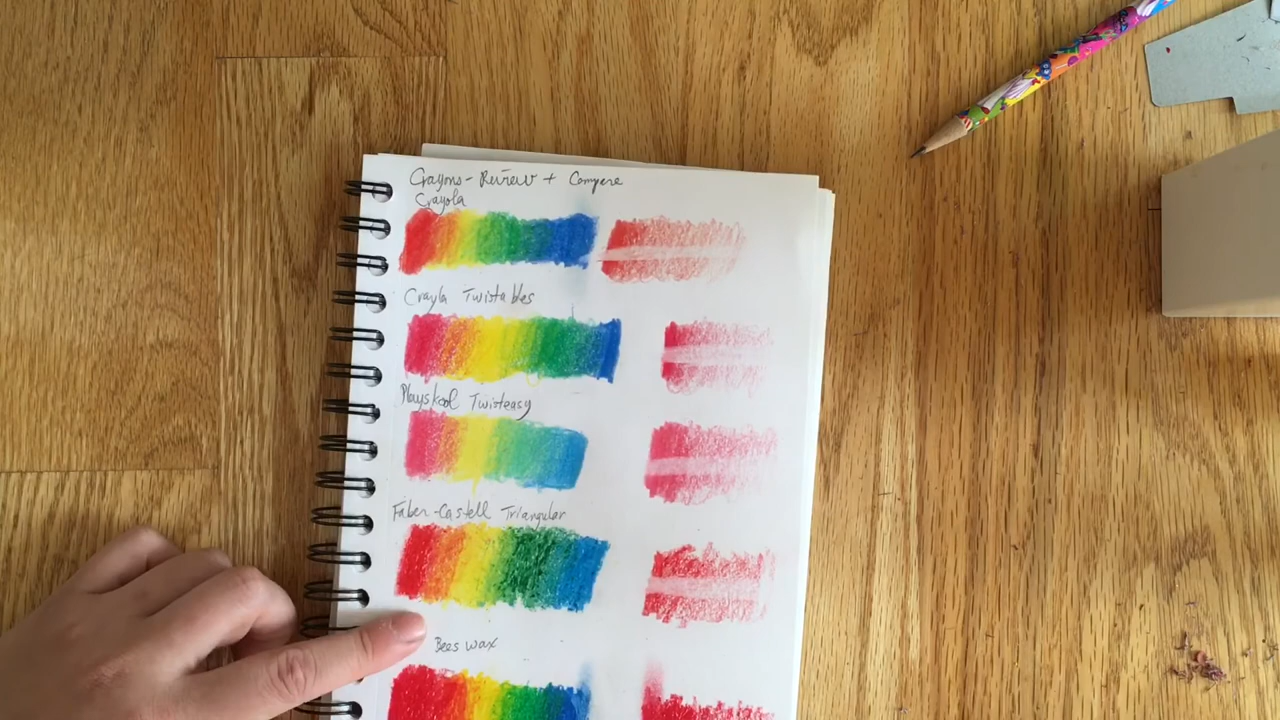 Crayons - Review + Compare
Crayola
Crayla Twistables
Playskool Twisteasy
Faber-Castell Triangular
Bees wax